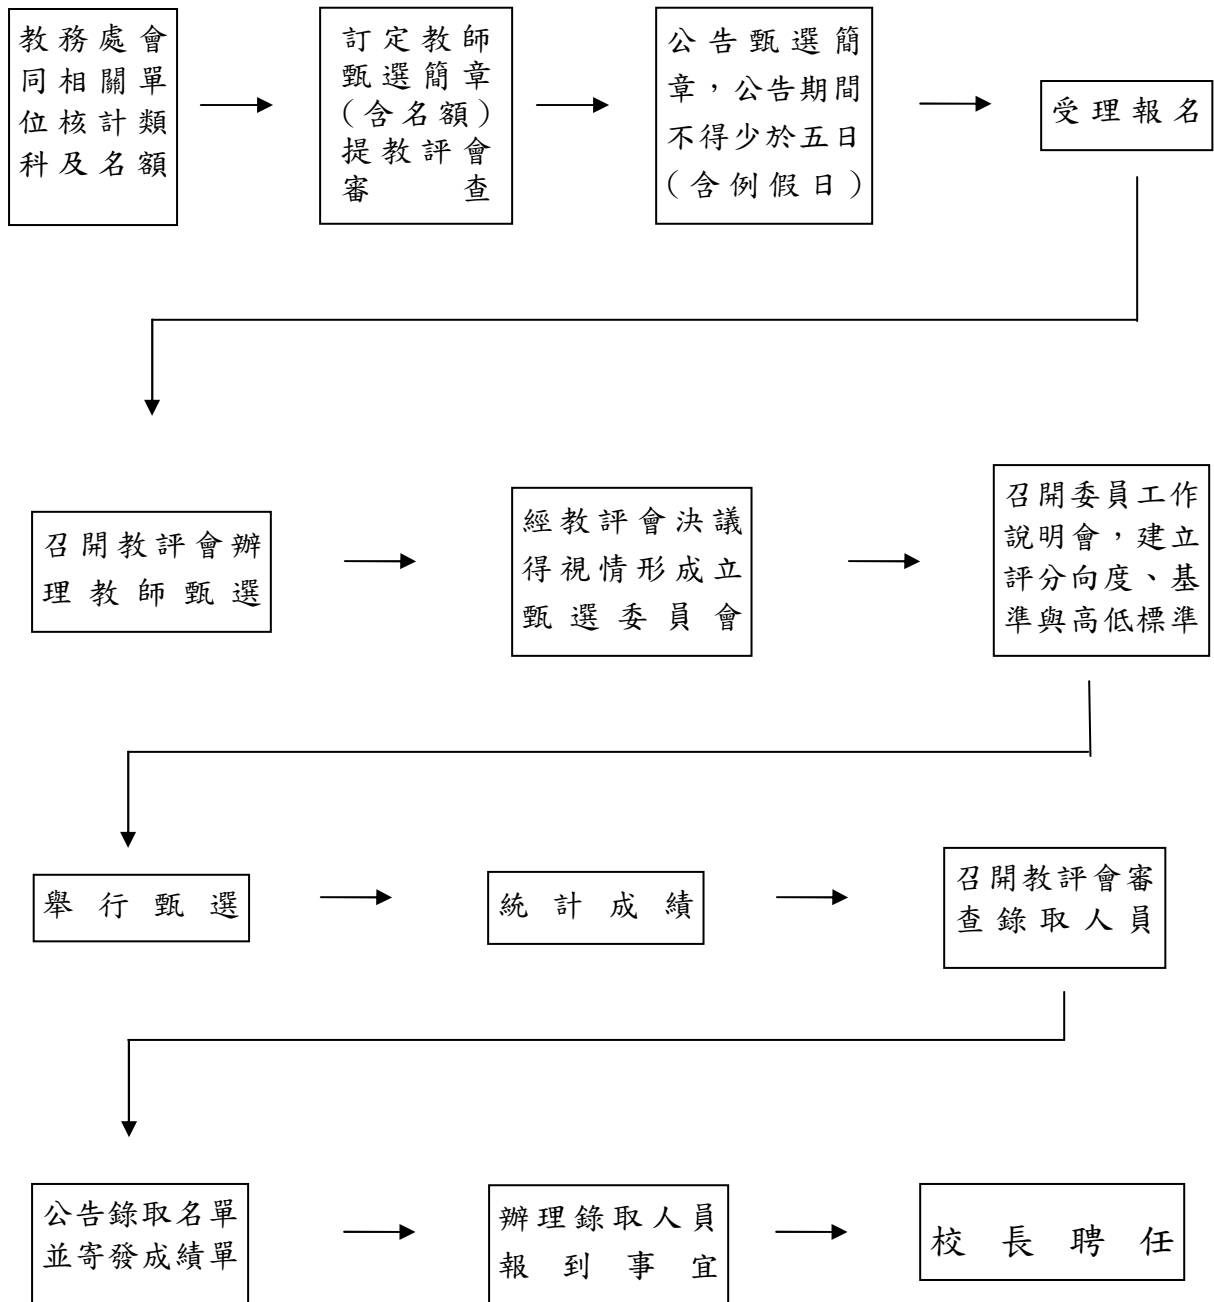 教務處會
同相關單
位核計類
科及名額
訂定教師
甄選簡章
(含名額)
提教評會
審查
公告甄選簡
章，公告期間
不得少於五日
(含例假日)
受理報名
召開教評會辦
理教師甄選
經教評會決議
得視情形成立
甄選委員會
召開委員工作
說明會，建立
評分向度、基
準與高低標準
舉行甄選
統計成績
召開教評會審
查錄取人員
公告錄取名單
並寄發成績單
辦理錄取人員
報到事宜
校長聘任